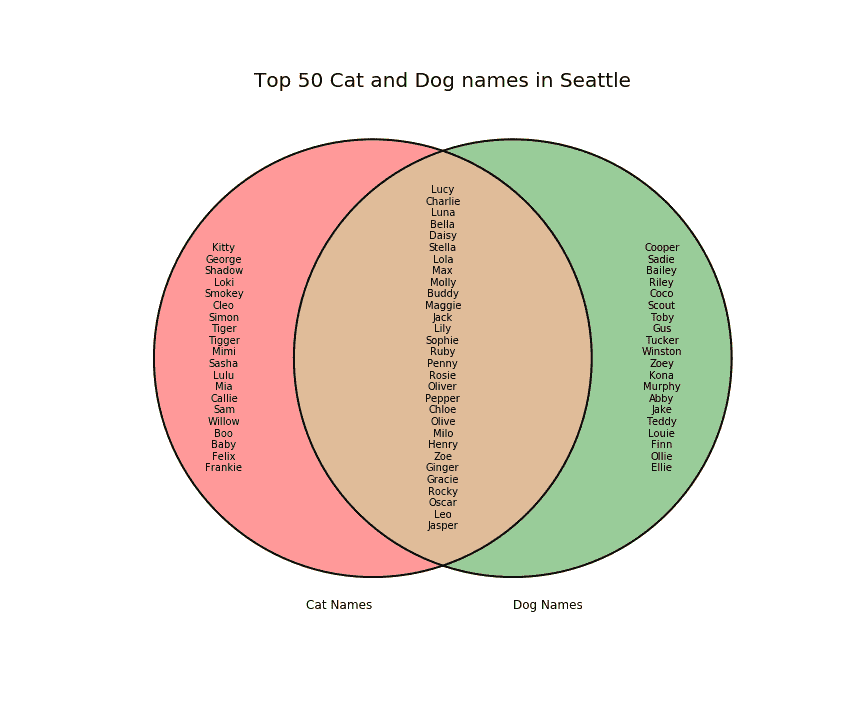 Top 50 Cat and Dog names in Seattle
Kitty
George
Shadow
Loki
Smokey
Cleo
Simon
Tiger
Tigger
Mimi
Sasha
Lulu
Mia
Callie
Sam
Willow
Boo
Baby
Felix
Frankie
Lucy
Charlie
Luna
Bella
Daisy
Stella
Lola
Max
Molly
Buddy
Maggie
Jack
Lily
Sophie
Ruby
Penny
Rosie
Oliver
Pepper
Chloe
Olive
Milo
Henry
Zoe
Ginger
Gracie
Rocky
Oscar
Leo
Jasper
Cooper
Sadie
Bailey
Riley
Coco
Scout
Toby
Gus
Tucker
Winston
Zoey
Kona
Murphy
Abby
Jake
Teddy
Louie
Finn
Ollie
Ellie
Cat Names
Dog Names